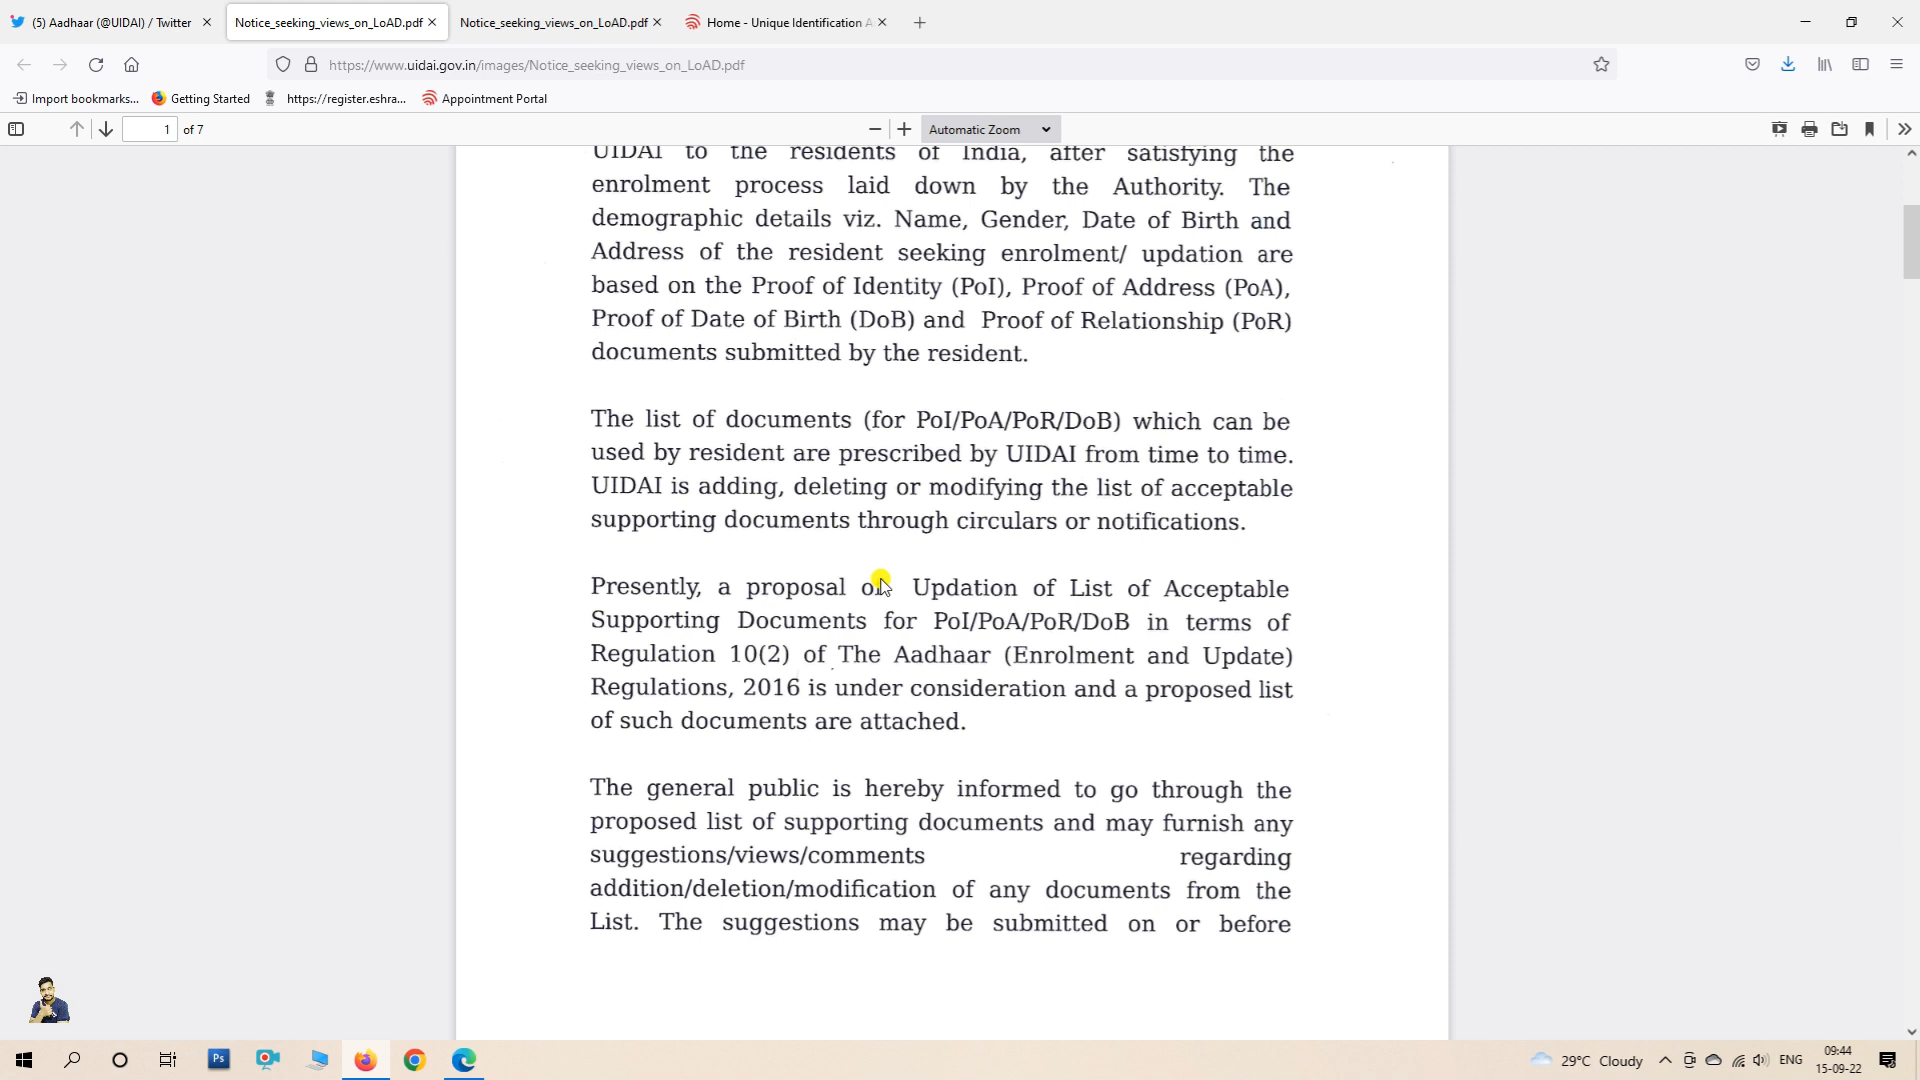 (5) Aadhaar (@UIDAI) / Twitter
Notice_seeking_views_on_LoAD.pdf
Notice_seeking_views_on_LoAD.pdf
Home - Unique Identification A
https://www.uidai.gov.in/images/Notice_seeking_views_on_LoAD.pdf
Import bookmarks...
Getting Started
https://register.eshra...
Appointment Portal
1 of 7
Automatic Zoom
UIDAI to the residents of India, after satisfying the
enrolment process laid down by the Authority. The
demographic details viz. Name, Gender, Date of Birth and
Address of the resident seeking enrolment/ updation are
based on the Proof of Identity (PoI), Proof of Address (PoA),
Proof of Date of Birth (DoB) and Proof of Relationship (PoR)
documents submitted by the resident.
The list of documents (for PoI/PoA/PoR/DoB) which can be
used by resident are prescribed by UIDAI from time to time.
UIDAI is adding, deleting or modifying the list of acceptable
supporting documents through circulars or notifications.
Presently, a proposal on Updation of List of Acceptable
Supporting Documents for PoI/PoA/PoR/DoB in terms of
Regulation 10(2) of The Aadhaar (Enrolment and Update)
Regulations, 2016 is under consideration and a proposed list
of such documents are attached.
The general public is hereby informed to go through the
proposed list of supporting documents and may furnish any
suggestions/views/comments regarding
addition/deletion/modification of any documents from the
List. The suggestions may be submitted on or before
Ps
29°C Cloudy
ENG
09:44
15-09-22